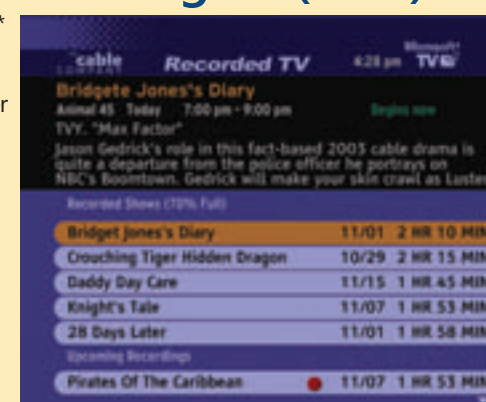 cable
COMPANY
Recorded TV
4:28 pm
Microsoft
TV
Bridgete Jones's Diary
Animal 45 Today 7:00 pm - 9:00 pm
Begins now
TVY. "Max Factor"
Jason Gedrick's role in this fact-based 2003 cable drama is
quite a departure from the police officer he portrays on
NBC's Boomtown. Gedrick will make your skin crawl as Luster
Recorded Shows (70% Full)
Bridget Jones's Diary 11/01 2 HR 10 MIN
Crouching Tiger Hidden Dragon 10/29 2 HR 15 MIN
Daddy Day Care 11/15 1 HR 45 MIN
Knight's Tale 11/07 1 HR 53 MIN
28 Days Later 11/01 1 HR 58 MIN
Upcoming Recordings
Pirates Of The Caribbean 11/07 1 HR 53 MIN